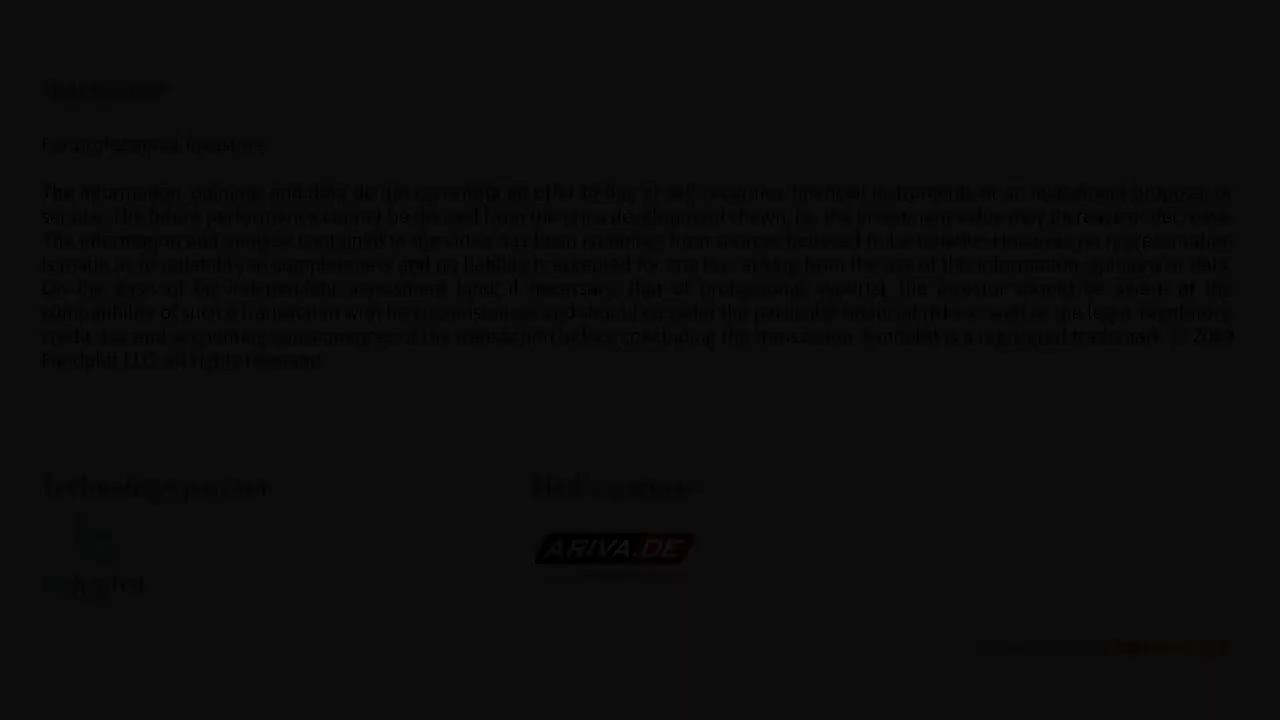 For professional investors
The information, opinions and data do not constitute an offer to buy or sell securities, financial instruments or an investment proposal or
service. The future performance cannot be derived from the price development shown, i.e. the investment value may increase or decrease.
The information and analysis contained in the video has been compiled from sources believed to be reliable. However, no representation
is made as to reliability or completeness and no liability is accepted for any loss arising from the use of this information, opinions or data.
On the basis of the independent assessment (and, if necessary, that of professional experts), the investor should be aware of the
compatibility of such a transaction with his circumstances and should consider the particular financial risks as well as the legal, regulatory,
credit, tax and accounting consequences of the transaction before concluding the transaction. Fundplat is a registered trademark. ©
Fundplat LLC, all rights reserved.
Technology partner
Media partner
ARIVA.DE